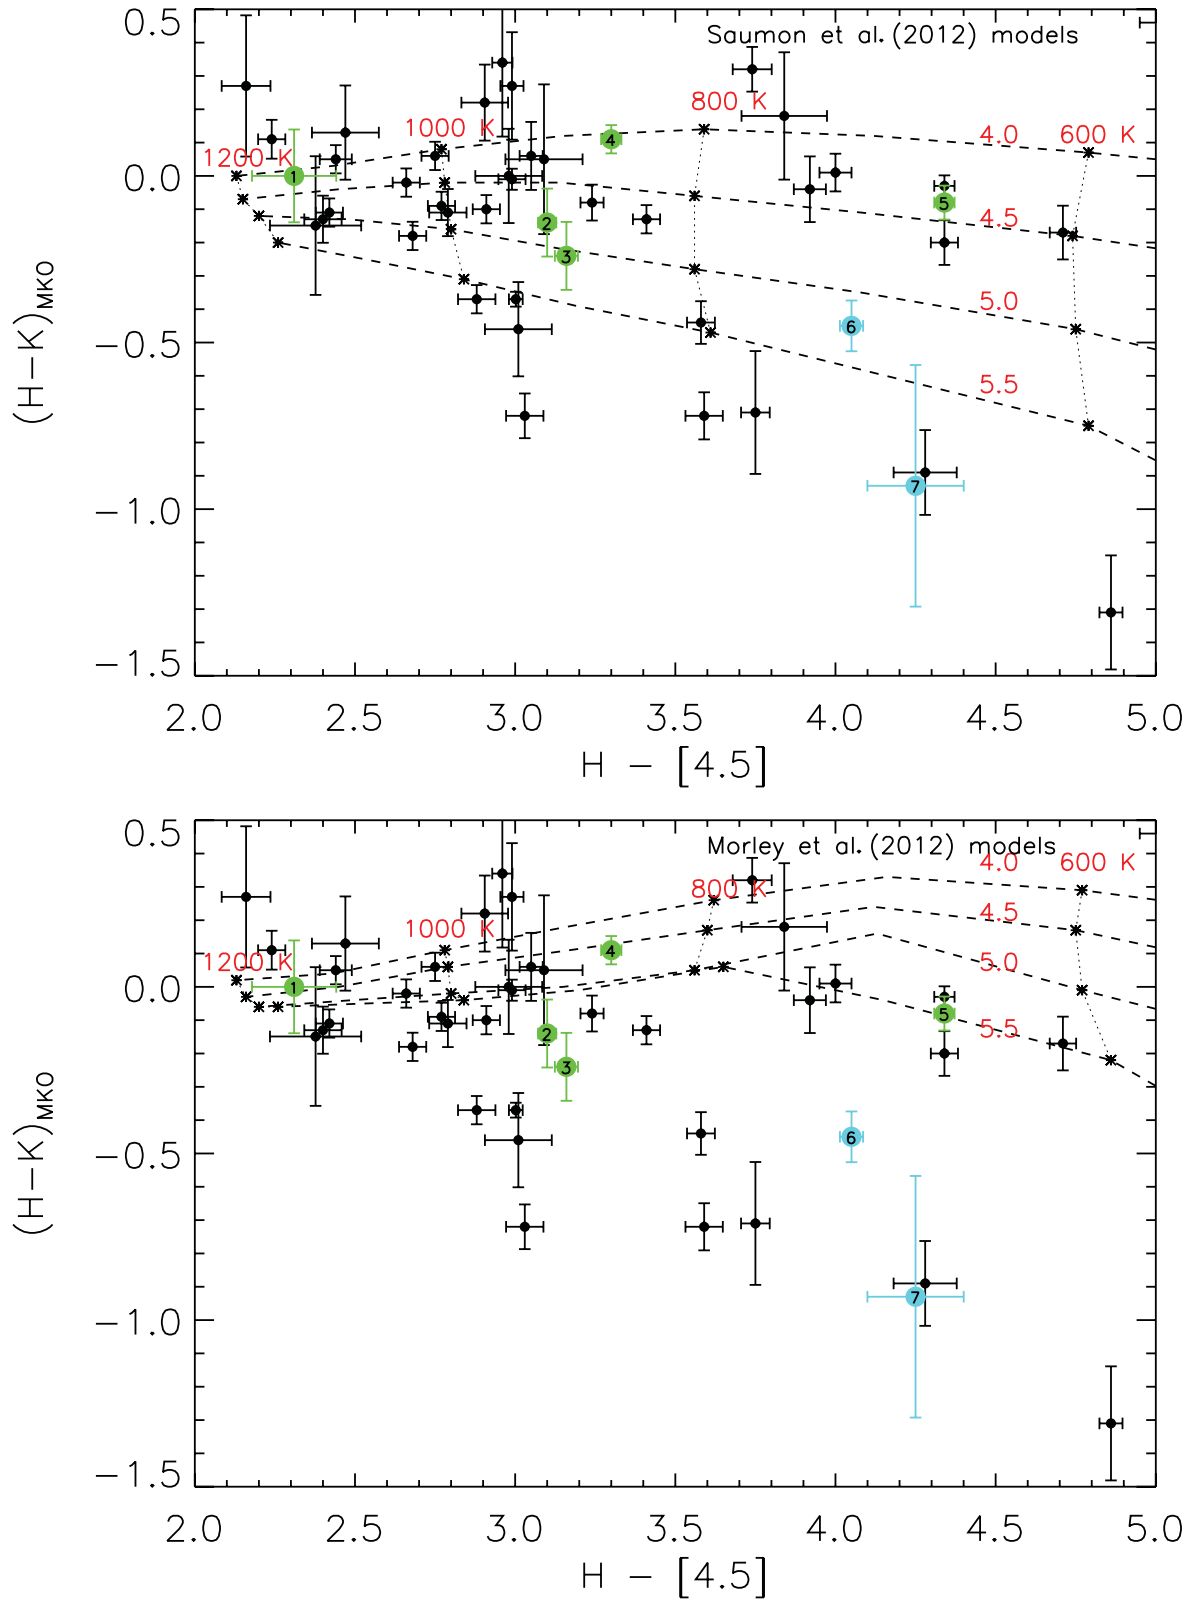 0.5
Saumon et al. (2012) models
800 K
1000 K
4.0
600 K
4
1200 K
0.0
1
5
4.5
2
3
5.0
(H−K)MKO
−0.5
6
5.5
7
−1.0
−1.5
2.0 2.5 3.0 3.5 4.0 4.5 5.0
H − [4.5]
0.5
Morley et al. (2012) models
4.0
600 K
800 K
4.5
1000 K
4
1200 K
5.0
0.0
1
5
5.5
2
3
(H−K)MKO
−0.5
6
7
−1.0
−1.5
2.0 2.5 3.0 3.5 4.0 4.5 5.0
H − [4.5]